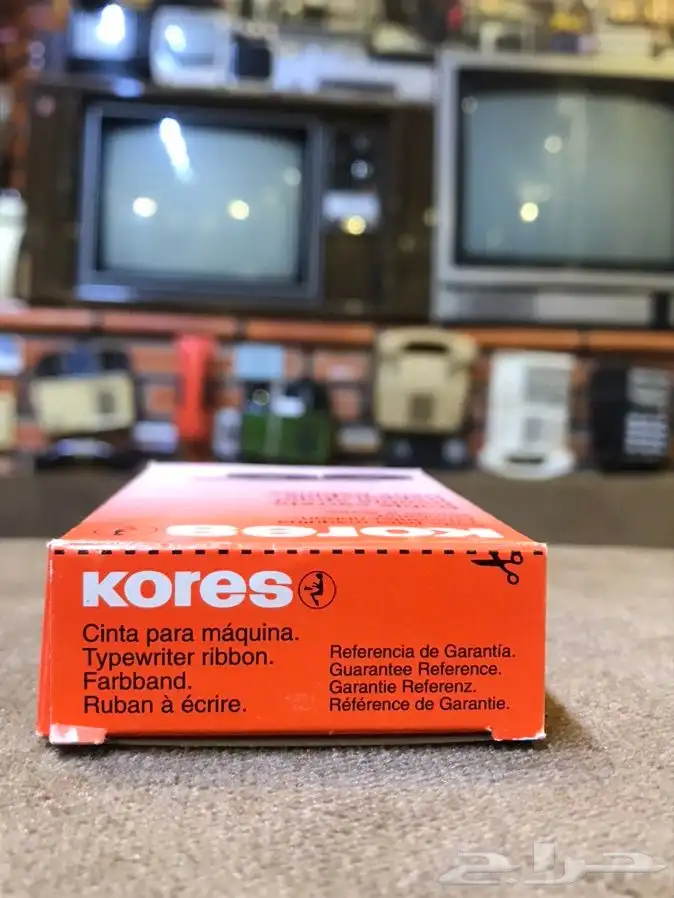 kores
kores
Cinta para máquina.
Typewriter ribbon.
Farbband.
Ruban à écrire.
Referencia de Garantía.
Guarantee Reference.
Garantie Referenz.
Référence de Garantie.
حراج